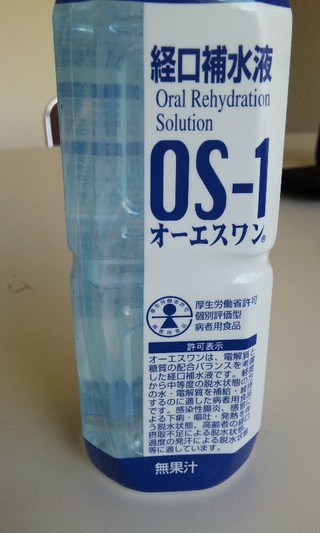 経口補水液
Oral Rehydration
Solution
OS-1
オーエスワン®
厚生労働省許可
個別評価型
病者用食品
許可表示
オーエスワンは、電解質と
糖質の配合バランスを考慮
した経口補水液です。軽度
から中等度の脱水状態の
の水・電解質を補給・維
するのに適した病者用食品
です。感染性腸炎、感
よる下痢・嘔吐・発熱
う脱水状態、高齢者の経
摂取不足による脱水状態
過度の発汗による脱水状
等に適しています。
無果汁